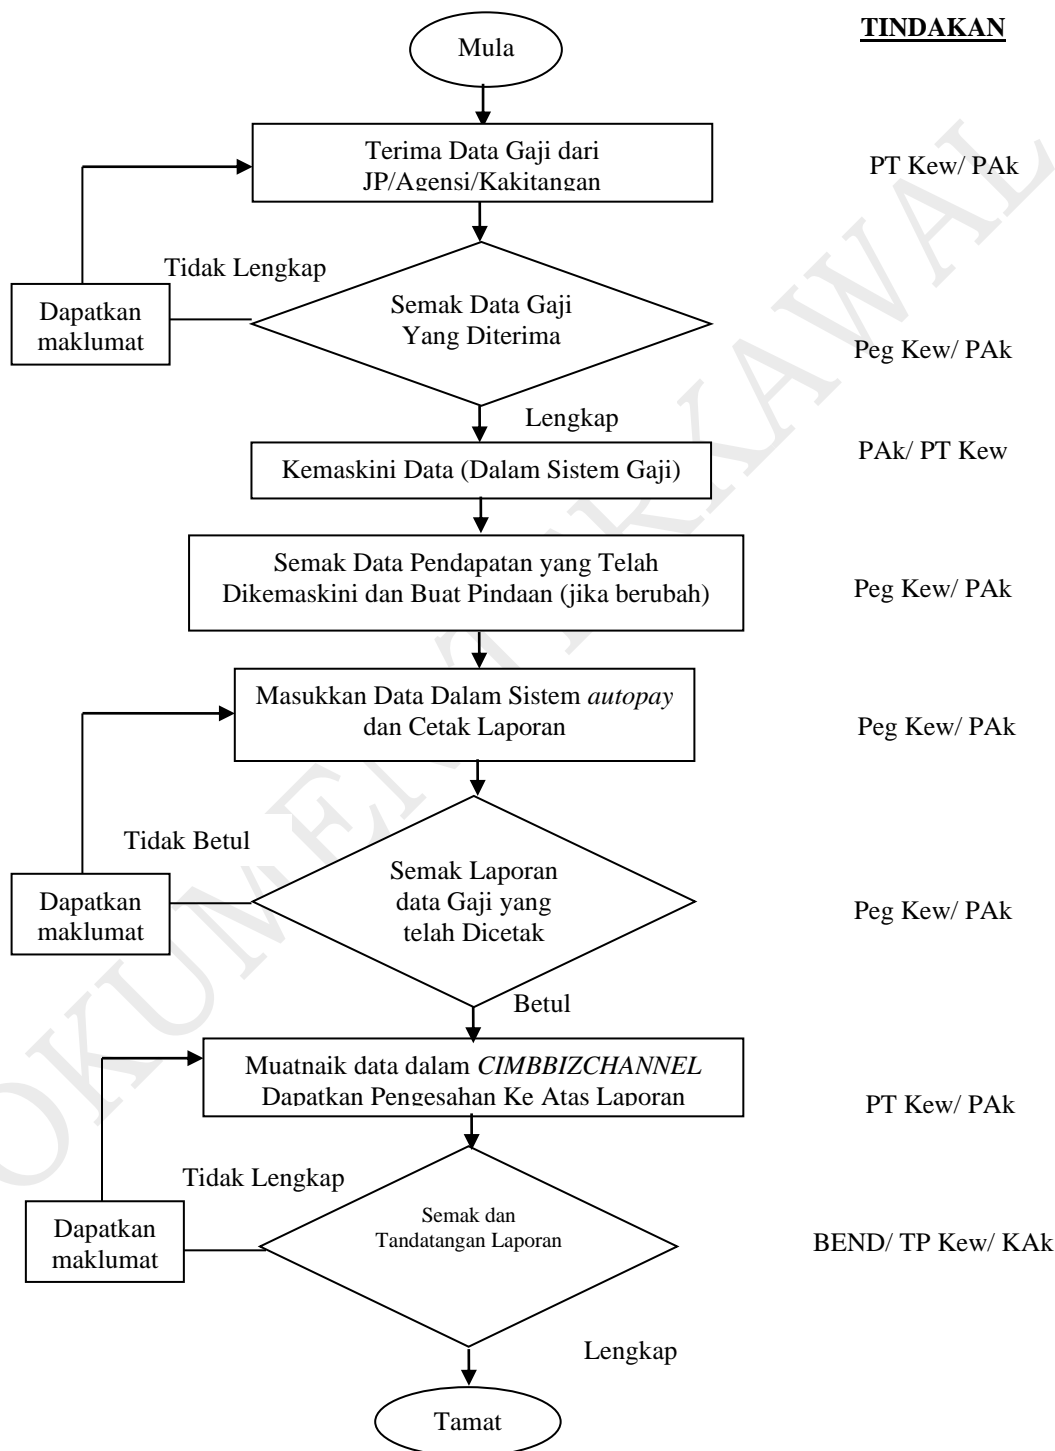 TINDAKAN
Mula
Terima Data Gaji dari
JP/Agensi/Kakitangan
PT Kew/ PAk
Tidak Lengkap
Dapatkan
maklumat
Semak Data Gaji
Yang Diterima
Peg Kew/ PAk
Lengkap
Kemaskini Data (Dalam Sistem Gaji)
PAk/ PT Kew
Semak Data Pendapatan yang Telah
Dikemaskini dan Buat Pindaan (jika berubah)
Peg Kew/ PAk
Masukkan Data Dalam Sistem autopay
dan Cetak Laporan
Peg Kew/ PAk
Tidak Betul
Dapatkan
maklumat
Semak Laporan
data Gaji yang
telah Dicetak
Peg Kew/ PAk
Betul
Muatnaik data dalam CIMBBIZCHANNEL
Dapatkan Pengesahan Ke Atas Laporan
PT Kew/ PAk
Tidak Lengkap
Dapatkan
maklumat
Semak dan
Tandatangan Laporan
BEND/ TP Kew/ KAk
Lengkap
Tamat